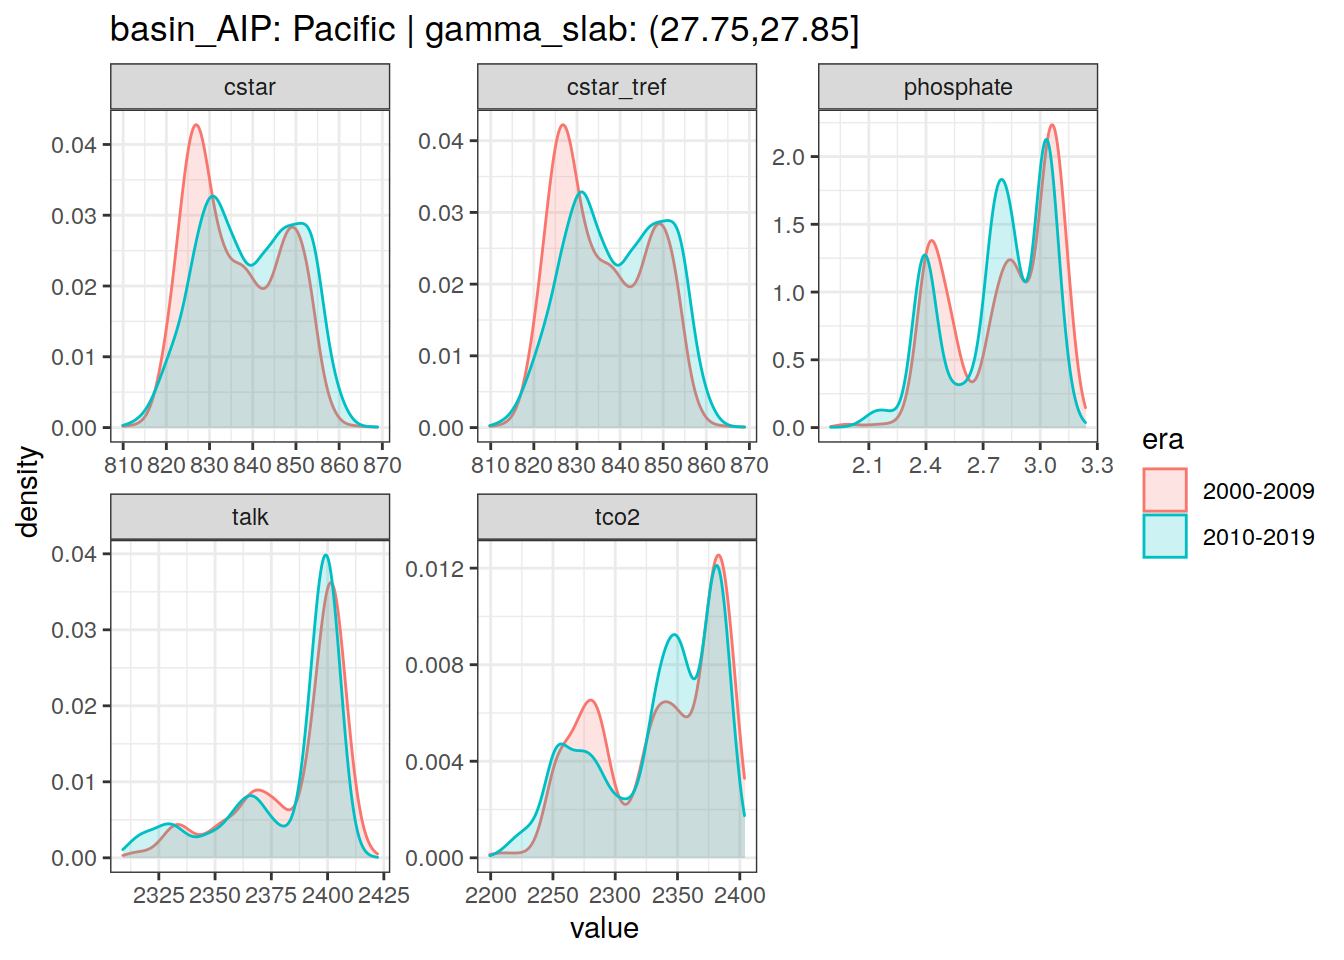 basin_AIP: Pacific | gamma_slab: (27.75,27.85]
cstar
cstar_tref
phosphate
0.04
0.03
0.02
0.01
0.00
810 820 830 840 850 860 870
0.04
0.03
0.02
0.01
0.00
810 820 830 840 850 860 870
2.0
1.5
1.0
0.5
0.0
2.1 2.4 2.7 3.0 3.3
density
talk
tco2
0.04
0.03
0.02
0.01
0.00
2325 2350 2375 2400 2425
0.012
0.008
0.004
0.000
2200 2250 2300 2350 2400
value
era
2000-2009
2010-2019